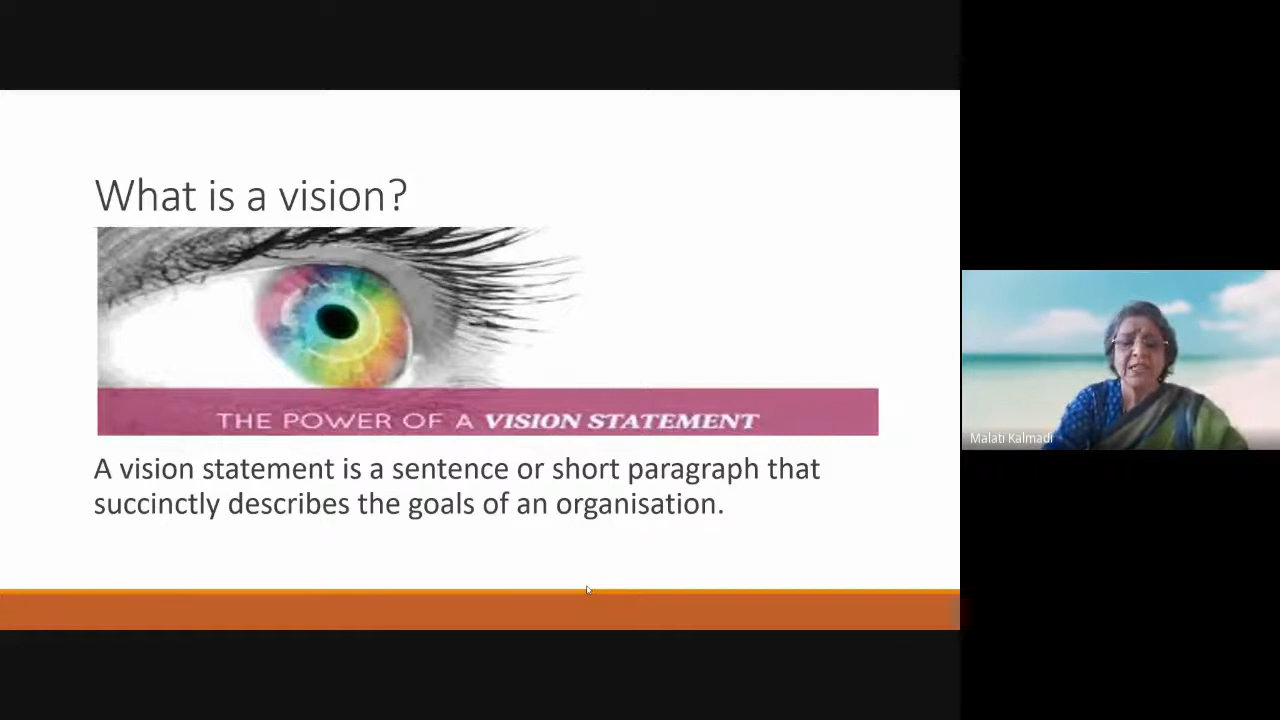 What is a vision?
THE POWER OF A VISION STATEMENT
A vision statement is a sentence or short paragraph that
succinctly describes the goals of an organisation.
Malati Kalmadi